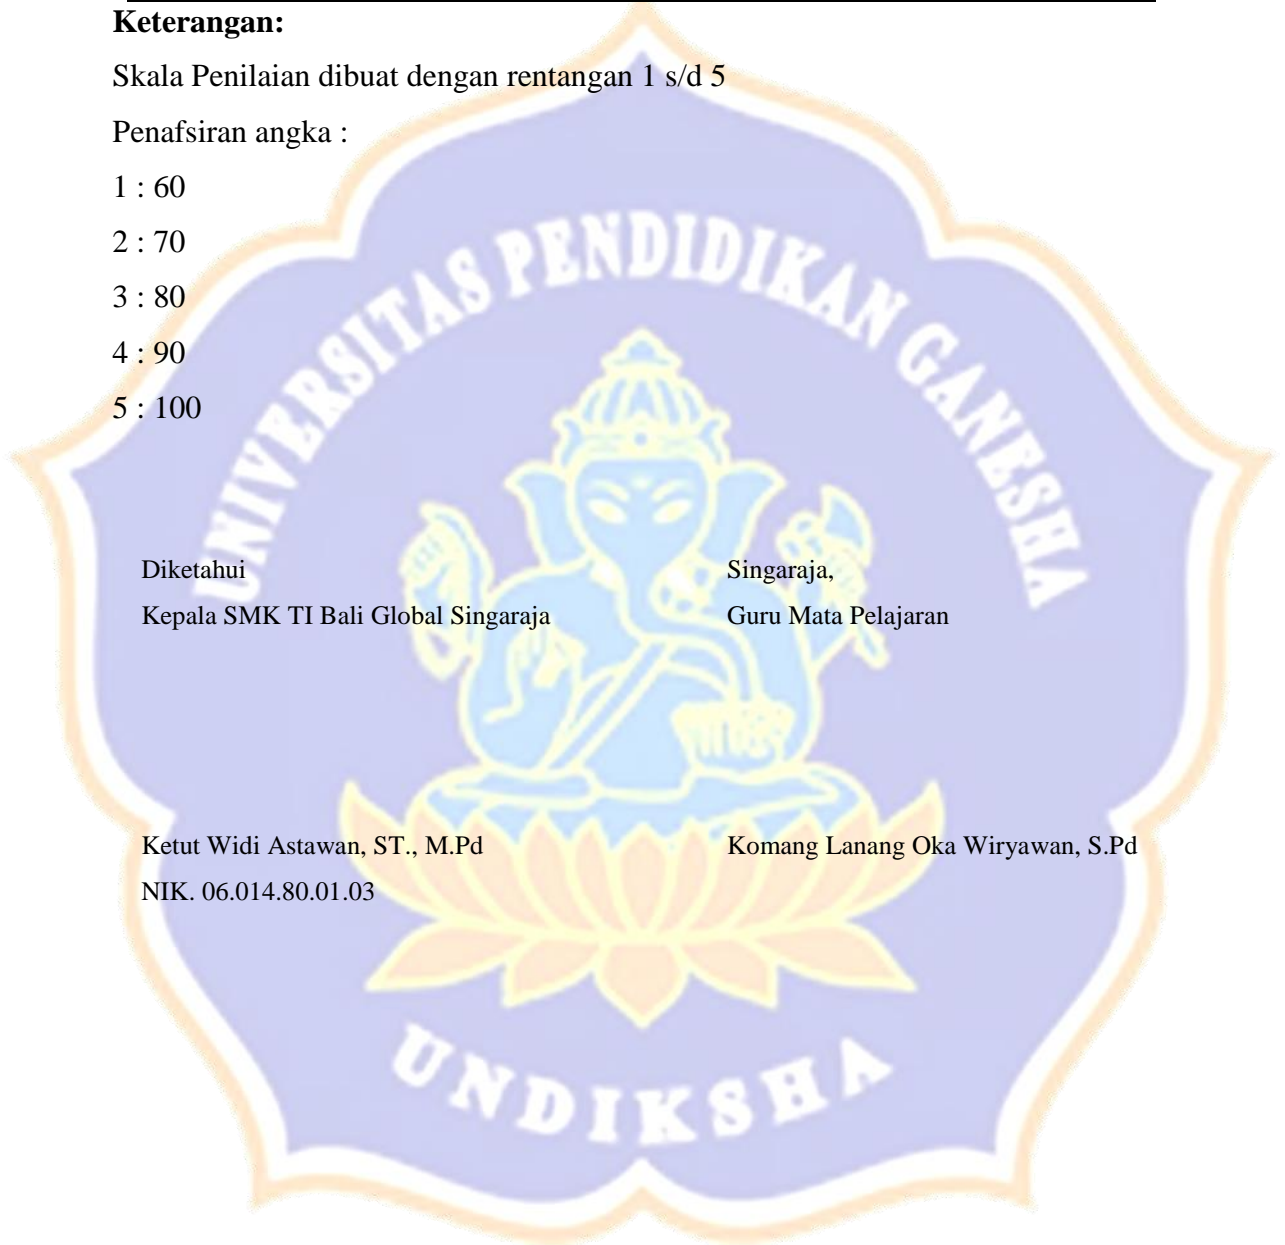 Keterangan:
Skala Penilaian dibuat dengan rentangan 1 s/d 5
Penafsiran angka :
1 : 60
2 : 70
3 : 80
4 : 90
5 : 100
UNIVERSITAS PENDIDIKAN GANESHA
Diketahui
Kepala SMK TI Bali Global Singaraja
Singaraja,
Guru Mata Pelajaran
Ketut Widi Astawan, ST., M.Pd
NIK. 06.014.80.01.03
Komang Lanang Oka Wiryawan, S.Pd
UNDIKSHA